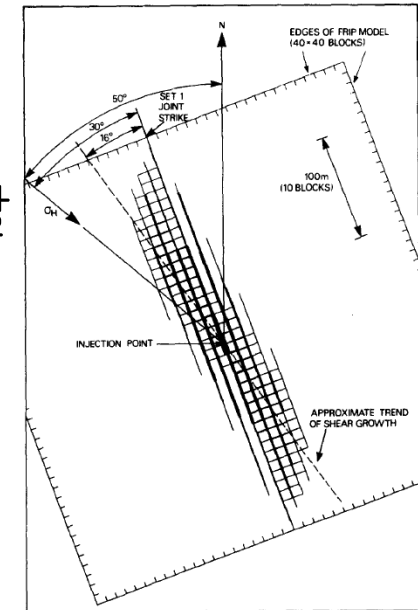 N
EDGES OF FRIP MODEL
(40×40 BLOCKS)
50°
SET 1
JOINT
STRIKE
30°
16°
100m
(10 BLOCKS)
σH
INJECTION POINT
APPROXIMATE TREND
OF SHEAR GROWTH